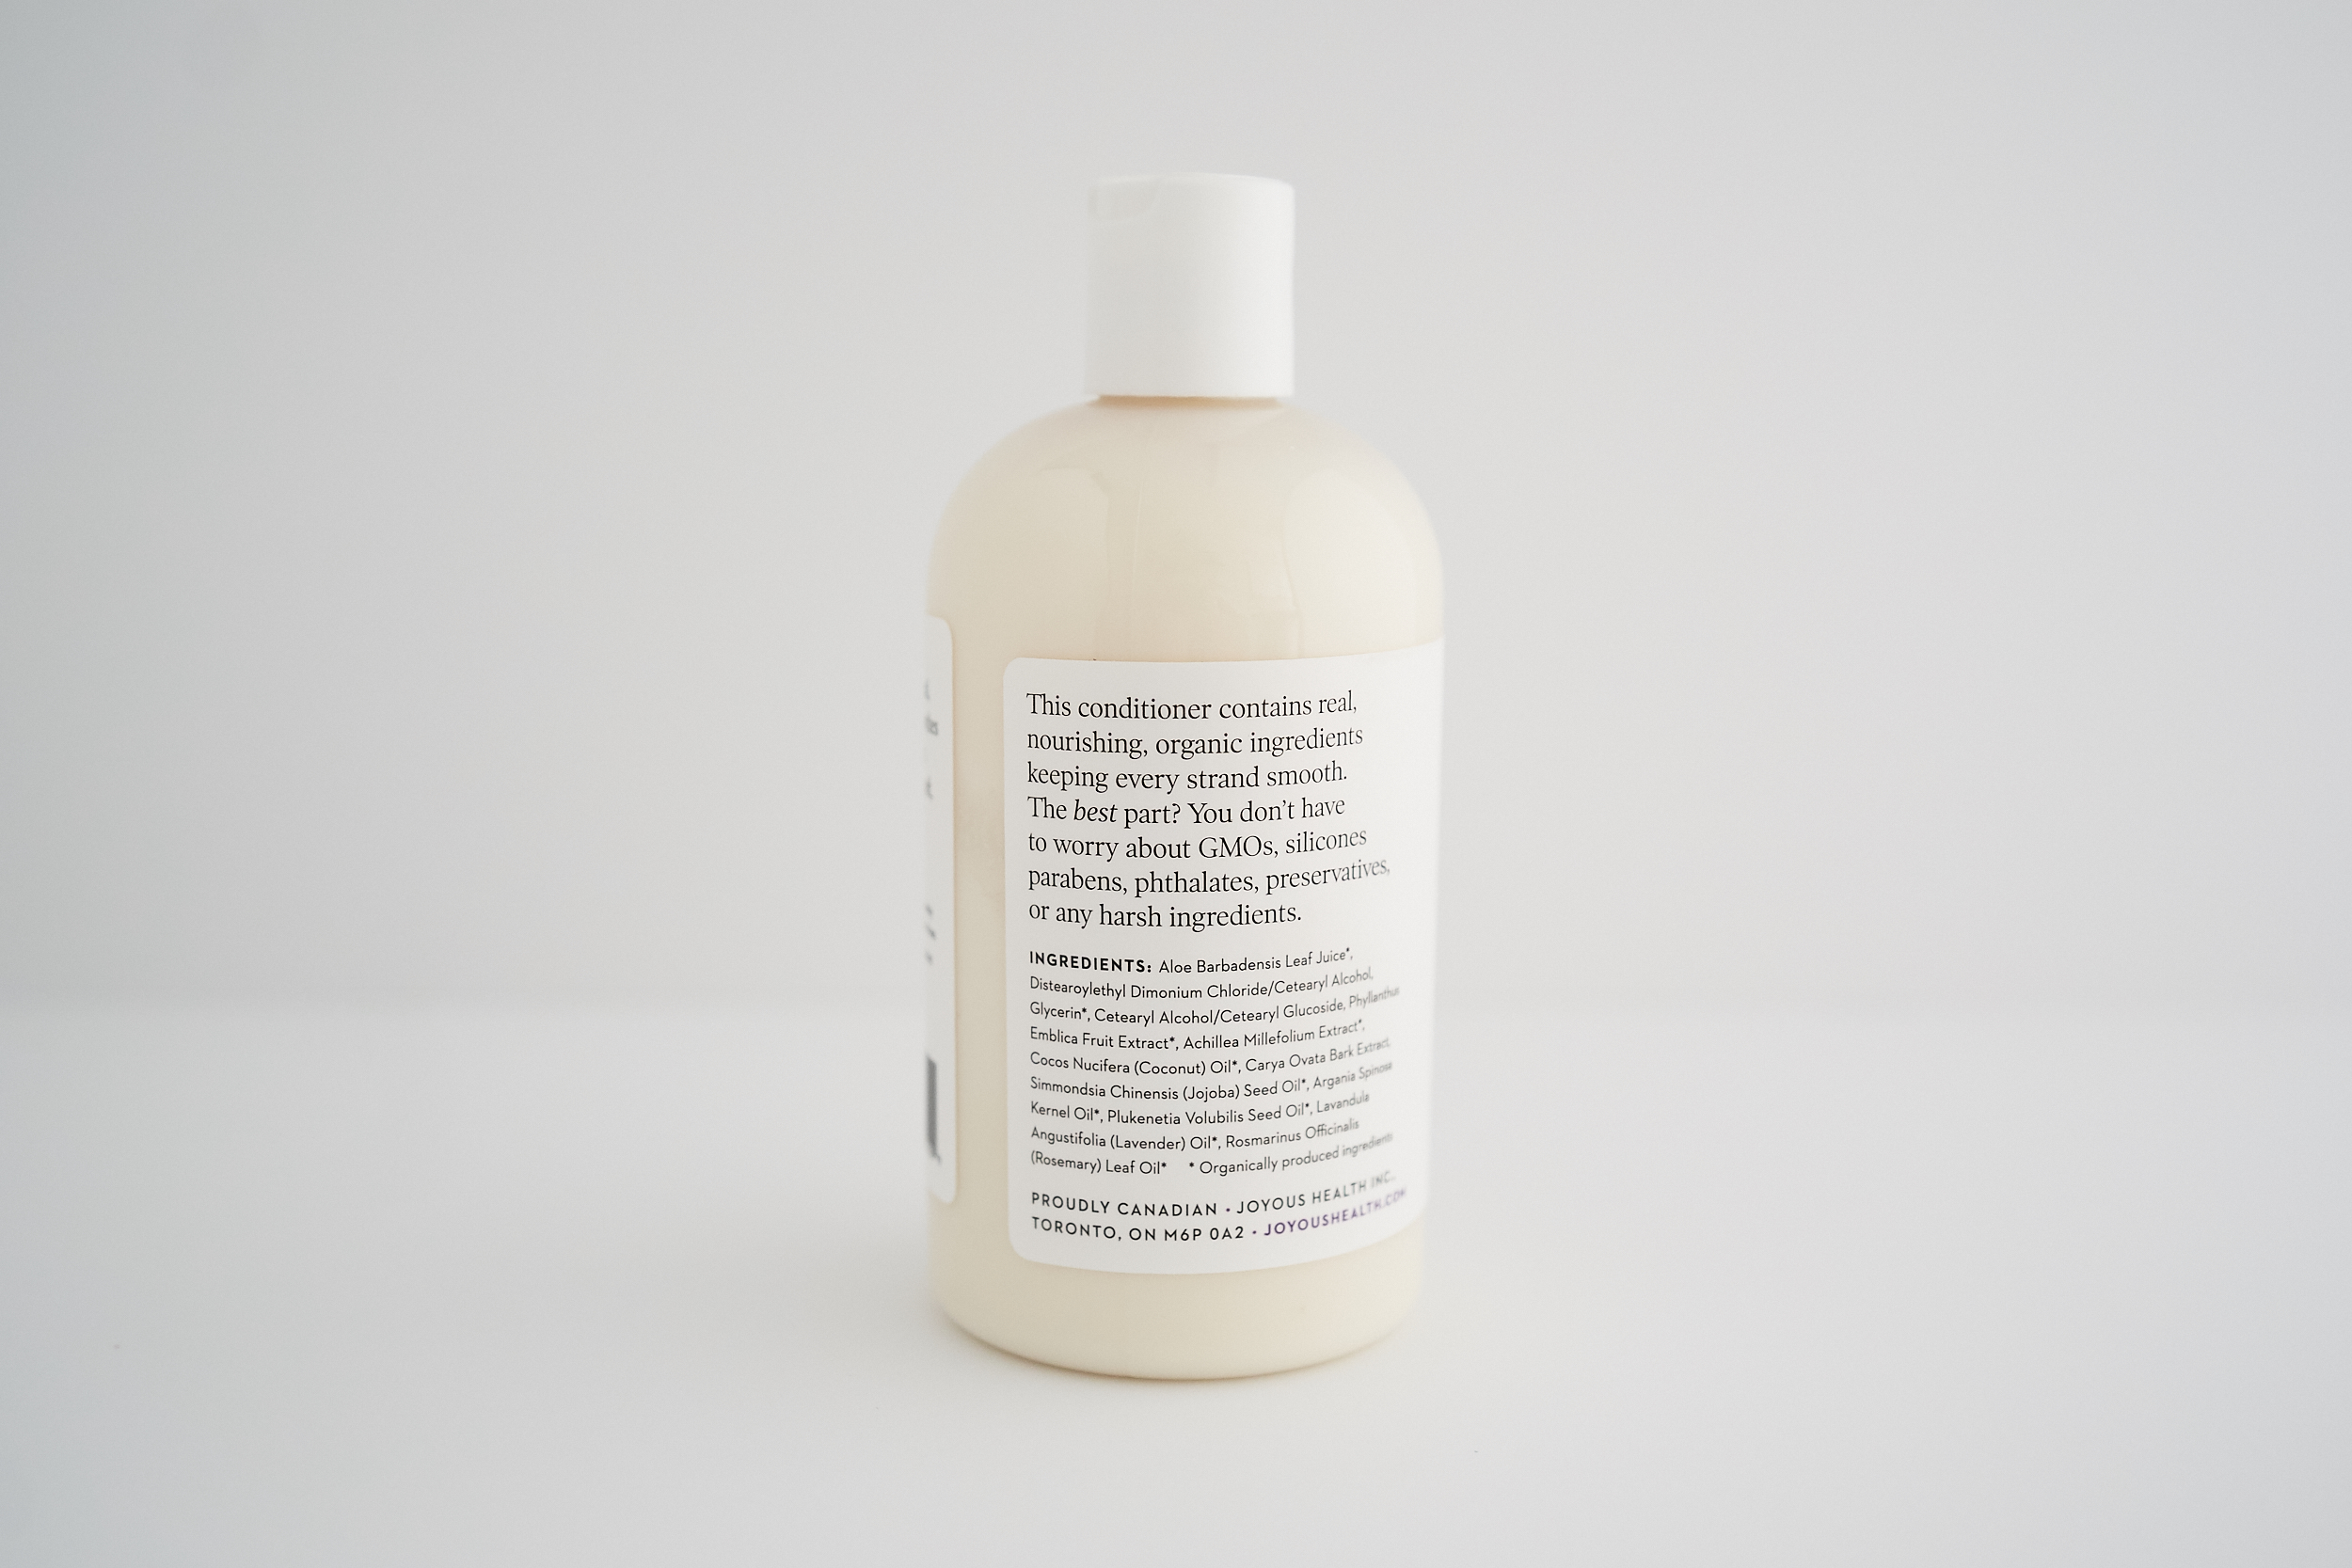 This conditioner contains real,
nourishing, organic ingredients
keeping every strand smooth.
The best part? You don't have
to worry about GMOs, silicones
parabens, phthalates, preservatives,
or any harsh ingredients.
INGREDIENTS: Aloe Barbadensis Leaf Juice*,
Distearoylethyl Dimonium Chloride/Cetearyl Alcohol,
Glycerin*, Cetearyl Alcohol/Cetearyl Glucoside, Phyllanthus
Emblica Fruit Extract*, Achillea Millefolium Extract*,
Cocos Nucifera (Coconut) Oil*, Carya Ovata Bark Extract,
Simmondsia Chinensis (Jojoba) Seed Oil*, Argania Spinosa
Kernel Oil*, Plukenetia Volubilis Seed Oil*, Lavandula
Angustifolia (Lavender) Oil*, Rosmarinus Officinalis
(Rosemary) Leaf Oil* * Organically produced ingredients
PROUDLY CANADIAN • JOYOUS HEALTH INC.
TORONTO, ON M6P 0A2 • JOYOUSHEALTH.COM